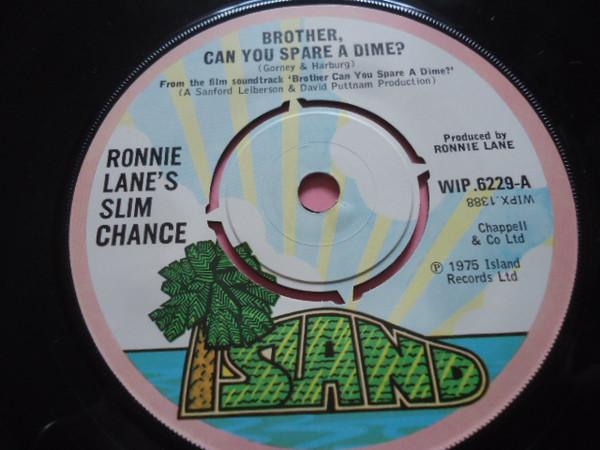 BROTHER,
CAN YOU SPARE A DIME?
(Gorney & Harburg)
From the film soundtrack 'Brother Can You Spare A Dime?'
(A Sanford Leiberson & David Puttnam Production)
RONNIE
LANE'S
SLIM
CHANCE
Produced by
RONNIE LANE
WIP.6229-A
WIPX.1388
Chappell
& Co Ltd
℗ 1975 Island
Records Ltd
ISLAND